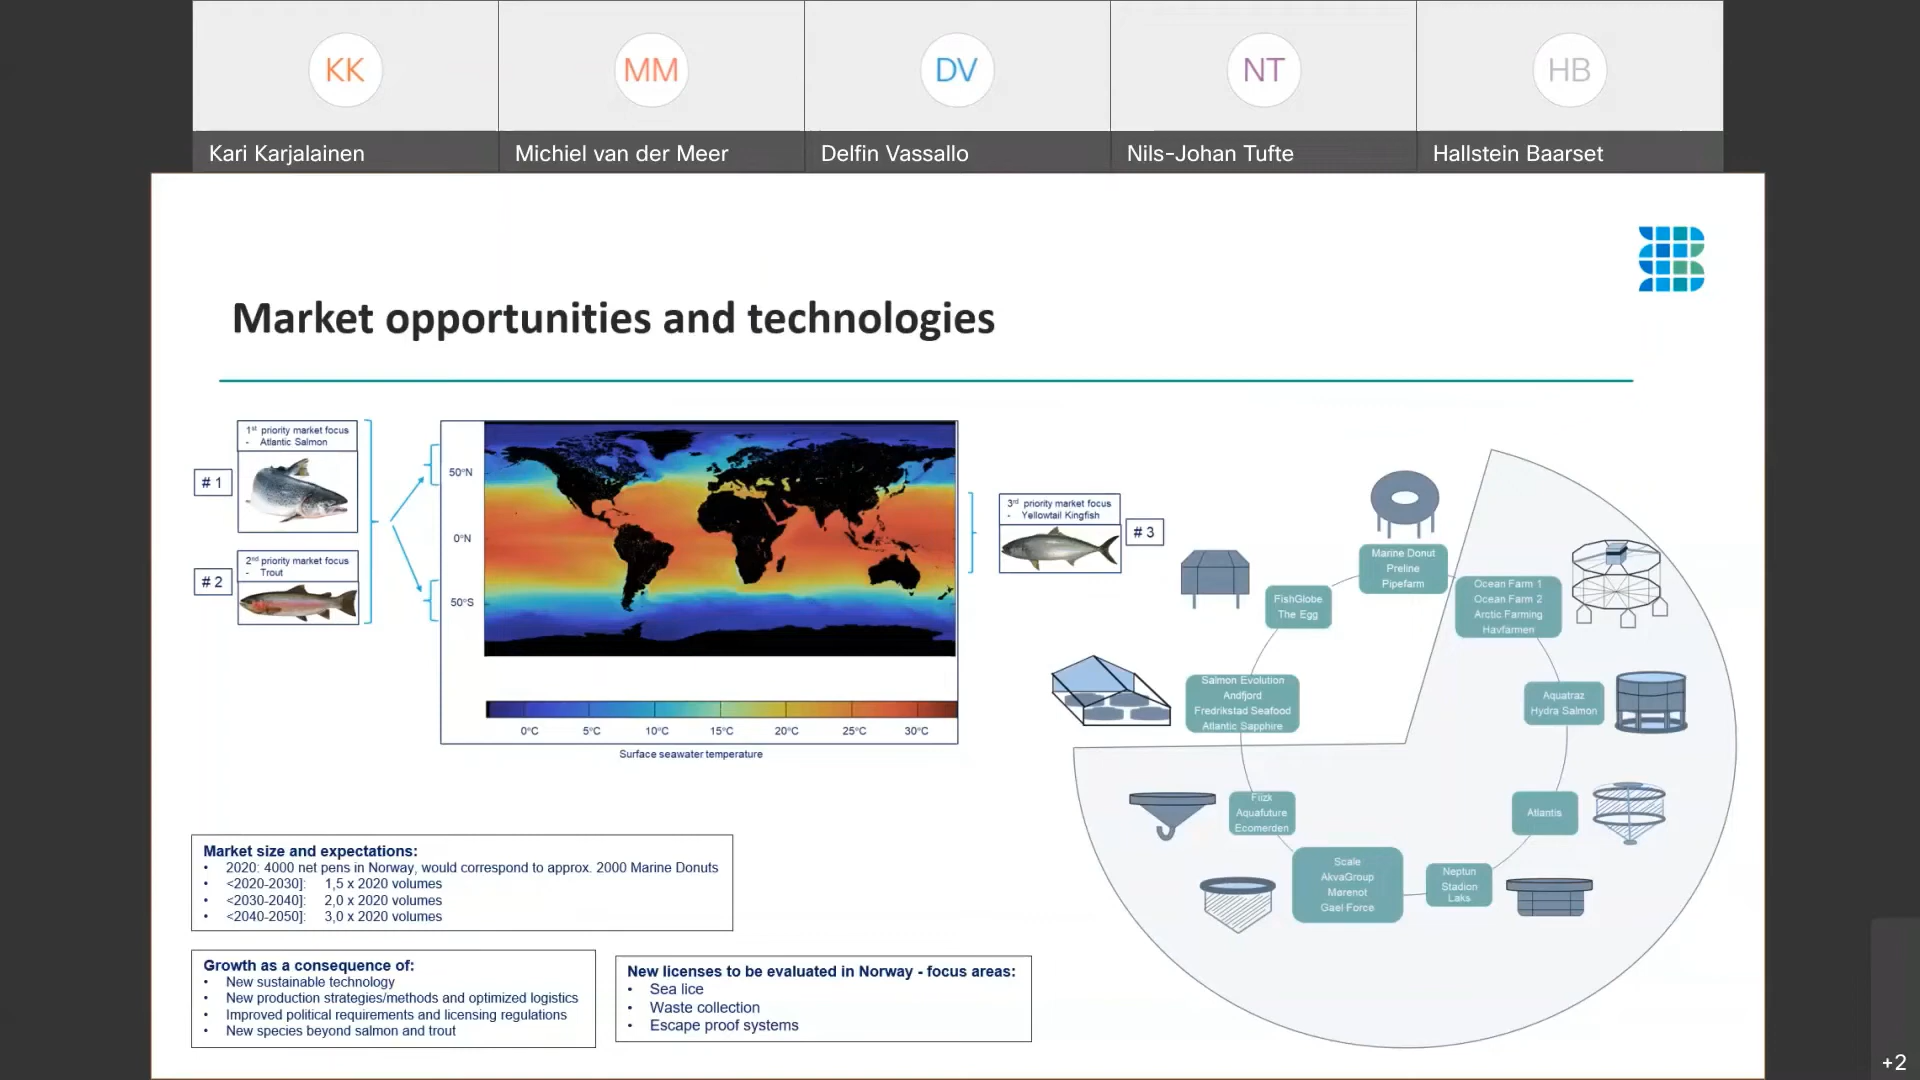 KK
MM
DV
NT
HB
Kari Karjalainen
Michiel van der Meer
Delfin Vassallo
Nils-Johan Tufte
Hallstein Baarset
Market opportunities and technologies
# 1
1st priority market focus
- Atlantic Salmon
# 2
2nd priority market focus
- Trout
50°N
0°N
50°S
0°C
5°C
10°C
15°C
20°C
25°C
30°C
Surface seawater temperature
3rd priority market focus
- Yellowtail Kingfish
# 3
Marine Donut
Preline
Pipefarm
FishGlobe
The Egg
Ocean Farm 1
Ocean Farm 2
Arctic Farming
Havfarmen
Salmon Evolution
Andfjord
Fredrikstad Seafood
Atlantic Sapphire
Aquatraz
Hydra Salmon
Fiizk
Aquafuture
Ecomerden
Atlantis
Scale
AkvaGroup
Mørenot
Gael Force
Neptun
Stadion
Laks
Market size and expectations:
• 2020: 4000 net pens in Norway, would correspond to approx. 2000 Marine Donuts
• <2020-2030]: 1,5 x 2020 volumes
• <2030-2040]: 2,0 x 2020 volumes
• <2040-2050]: 3,0 x 2020 volumes
Growth as a consequence of:
• New sustainable technology
• New production strategies/methods and optimized logistics
• Improved political requirements and licensing regulations
• New species beyond salmon and trout
New licenses to be evaluated in Norway - focus areas:
• Sea lice
• Waste collection
• Escape proof systems
+2